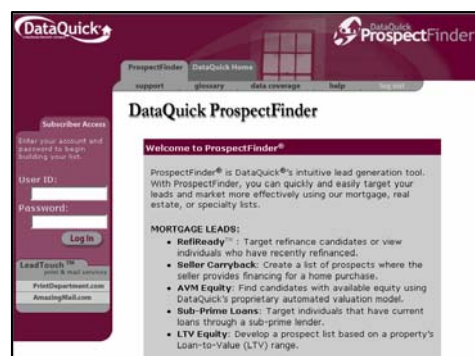 DataQuick
DataQuick
ProspectFinder
ProspectFinder DataQuick Home
support glossary data coverage help log out
DataQuick ProspectFinder
Subscriber Access
Enter your account and
password to begin
building your list.
User ID:
Password:
Log In
LeadTouch™
print & mail services
PrintDepartment.com
AmazingMail.com
Welcome to ProspectFinder®
ProspectFinder® is DataQuick®'s intuitive lead generation tool.
With ProspectFinder®, you can quickly and easily target your
leads and market more effectively using our mortgage, real
estate, or specialty lists.
MORTGAGE LEADS:
• RefiReady™ : Target refinance candidates or view
individuals who have recently refinanced.
• Seller Carryback: Create a list of prospects where the
seller provides financing for a home purchase.
• AVM Equity: Find candidates with available equity using
DataQuick's proprietary automated valuation model.
• Sub-Prime Loans: Target individuals that have current
loans through a sub-prime lender.
• LTV Equity: Develop a prospect list based on a property's
Loan-to-Value (LTV) range.